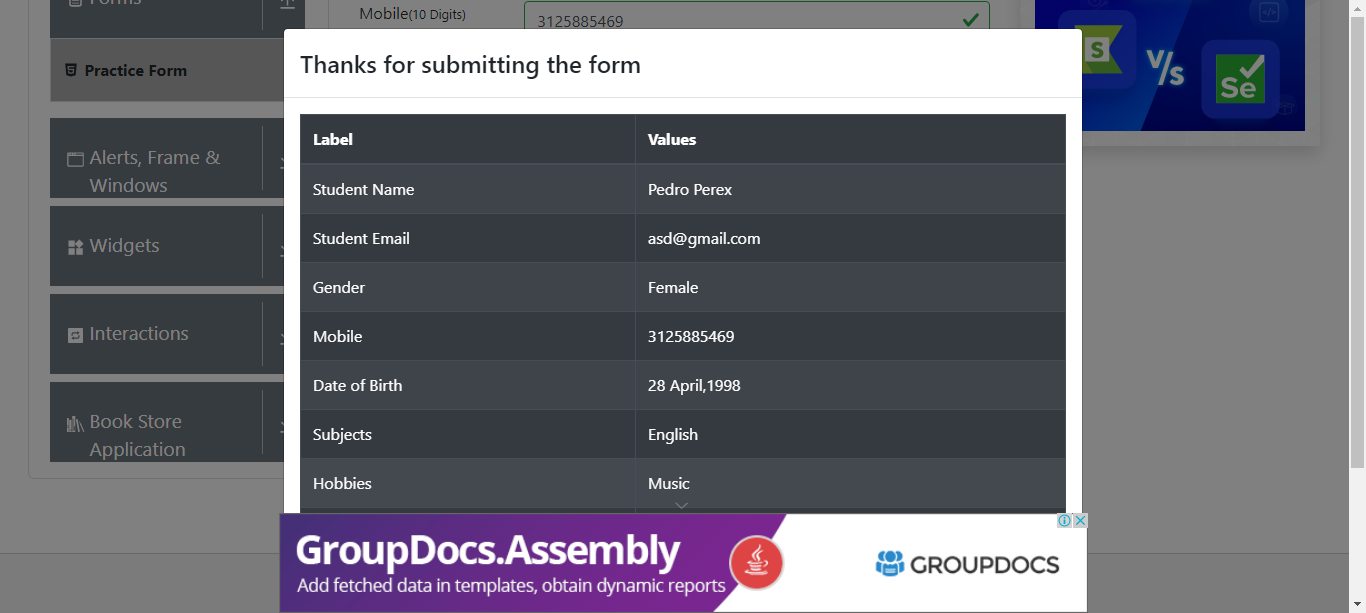 Forms
Mobile(10 Digits)
3125885469
Practice Form
Alerts, Frame &
Windows
Widgets
Interactions
Book Store
Application
S
V/s
Se
Thanks for submitting the form
Label Values
Student Name Pedro Perex
Student Email asd@gmail.com
Gender Female
Mobile 3125885469
Date of Birth 28 April,1998
Subjects English
Hobbies Music
GroupDocs.Assembly
Add fetched data in templates, obtain dynamic reports
GROUPDOCS